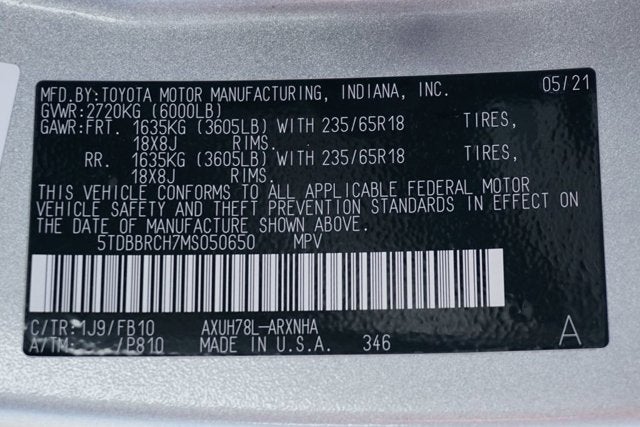 MFD.BY:TOYOTA MOTOR MANUFACTURING, INDIANA, INC. 05/21
GVWR:2720KG (6000LB)
GAWR:FRT. 1635KG (3605LB) WITH 235/65R18 TIRES,
18X8J RIMS.
RR. 1635KG (3605LB) WITH 235/65R18 TIRES,
18X8J RIMS.
THIS VEHICLE CONFORMS TO ALL APPLICABLE FEDERAL MOTOR
VEHICLE SAFETY AND THEFT PREVENTION STANDARDS IN EFFECT ON
THE DATE OF MANUFACTURE SHOWN ABOVE.
5TDBBRCH7MS050650 MPV
C/TR:1J9/FB10 AXUH78L-ARXNHA A
A/TM: /P810 MADE IN U.S.A. 346